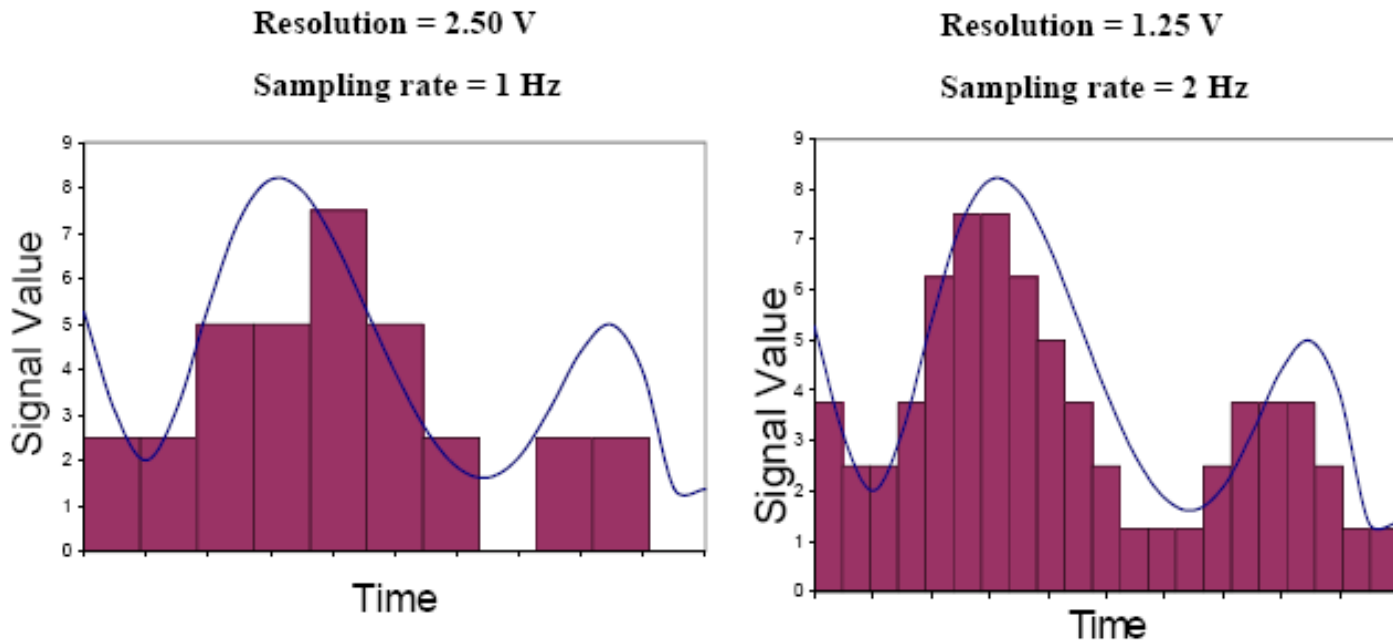 Resolution = 2.50 V
Sampling rate = 1 Hz
9
8
7
6
5
4
3
2
1
0
Signal Value
Time
Resolution = 1.25 V
Sampling rate = 2 Hz
9
8
7
6
5
4
3
2
1
0
Signal Value
Time